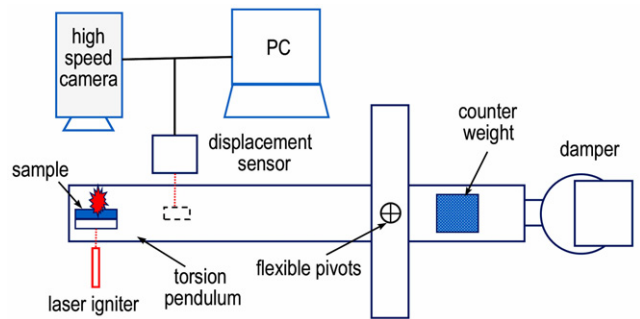 high
speed
camera
PC
displacement
sensor
counter
weight
damper
sample
laser igniter
torsion
pendulum
flexible pivots